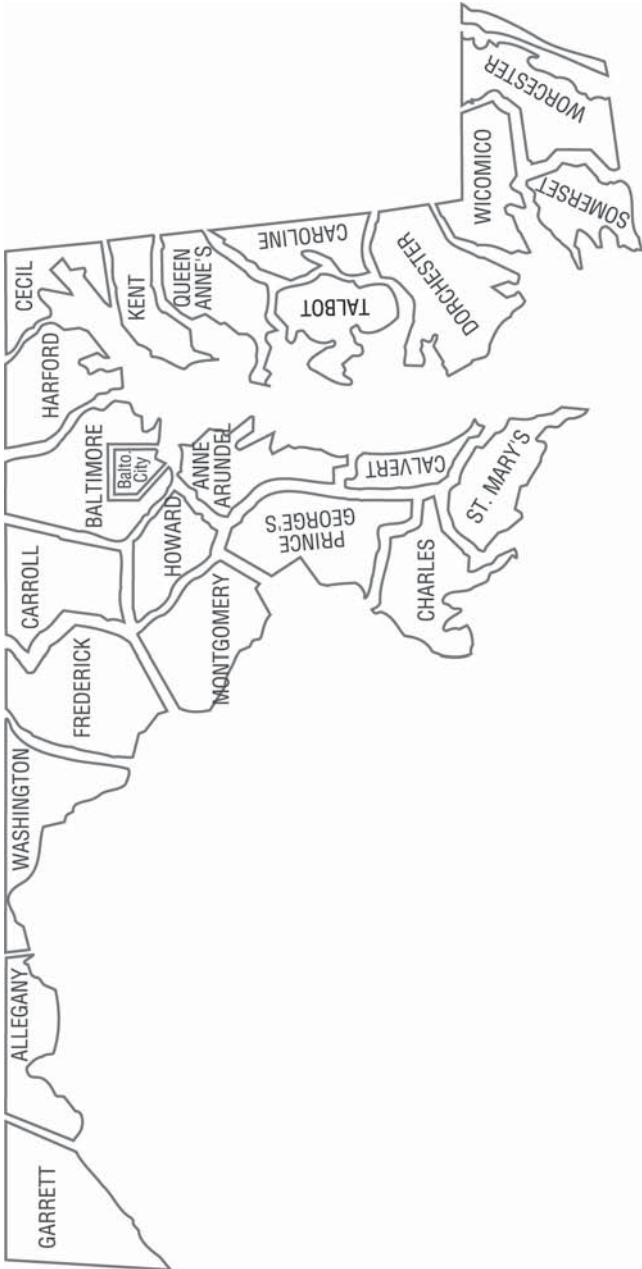 GARRETT
ALLEGANY
WASHINGTON
FREDERICK
CARROLL
BALTIMORE
Balto.
City
HARFORD
CECIL
MONTGOMERY
HOWARD
ANNE
ARUNDEL
KENT
QUEEN
ANNE'S
PRINCE
GEORGE'S
CALVERT
CHARLES
ST. MARY'S
TALBOT
CAROLINE
DORCHESTER
WICOMICO
WORCESTER
SOMERSET